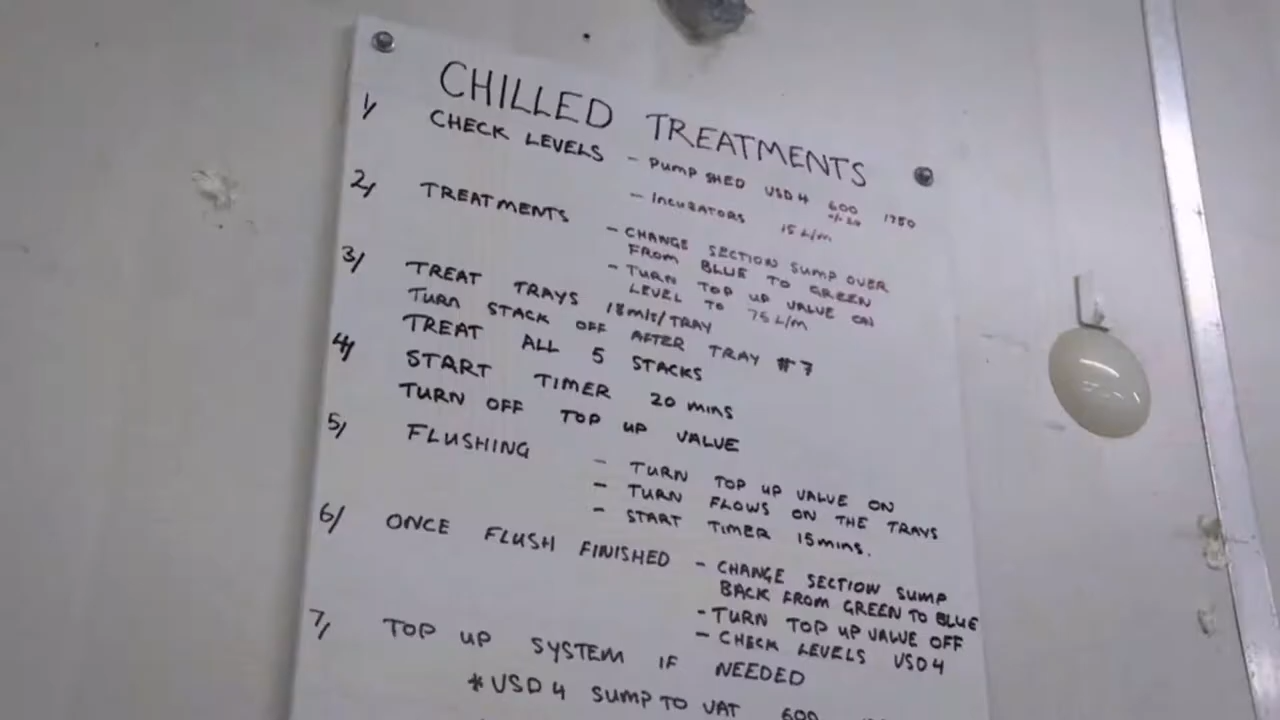 CHILLED TREATMENTS
1/ CHECK LEVELS - PUMP SHED USD4 600 1750
+/- 20
- INCUBATORS 15 L/M
2/ TREATMENTS - CHANGE SECTION SUMP OVER
FROM BLUE TO GREEN
- TURN TOP UP VALUE ON
LEVEL TO 75 L/M
3/ TREAT TRAYS 18mls/TRAY
TURN STACK OFF AFTER TRAY #7
TREAT ALL 5 STACKS
4/ START TIMER 20 MINS
TURN OFF TOP UP VALUE
5/ FLUSHING - TURN TOP UP VALUE ON
- TURN FLOWS ON THE TRAYS
- START TIMER 15 mins.
6/ ONCE FLUSH FINISHED - CHANGE SECTION SUMP
BACK FROM GREEN TO BLUE
- TURN TOP UP VALUE OFF
- CHECK LEVELS USD4
7/ TOP UP SYSTEM IF NEEDED
* USD4 SUMP TO VAT 600